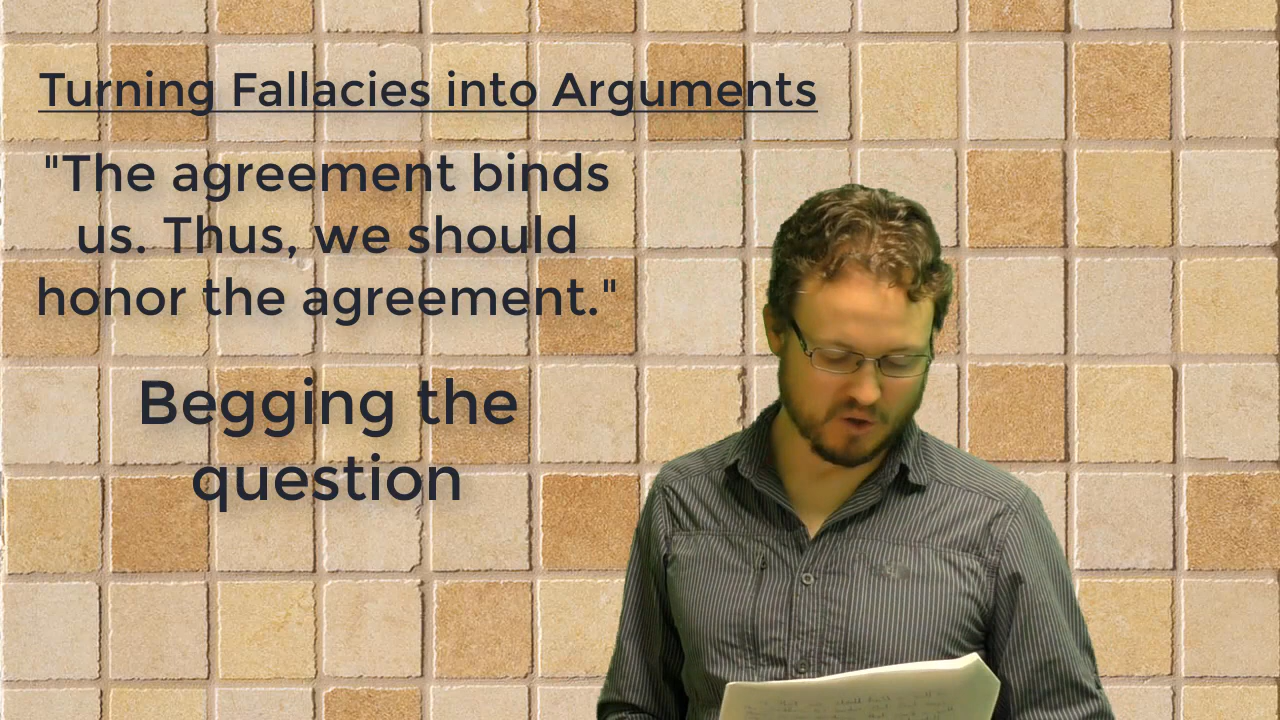 Turning Fallacies into Arguments
"The agreement binds
us. Thus, we should
honor the agreement."
Begging the
question